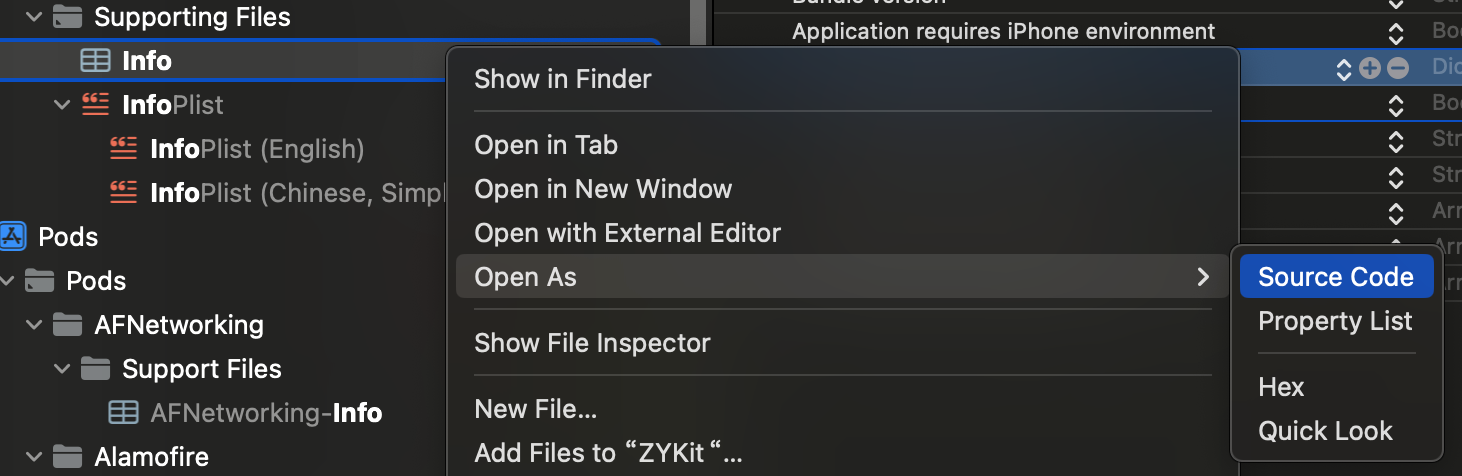 Supporting Files
Info
InfoPlist
InfoPlist (English)
InfoPlist (Chinese, Simpl
Pods
Pods
AFNetworking
Support Files
AFNetworking-Info
Alamofire
Show in Finder
Open in Tab
Open in New Window
Open with External Editor
Open As
Show File Inspector
New File...
Add Files to “ZYKit “...
Source Code
Property List
Hex
Quick Look
Bundle version
Application requires iPhone environment
Boo
Dic
Boo
Str
Str
Arr
Arr